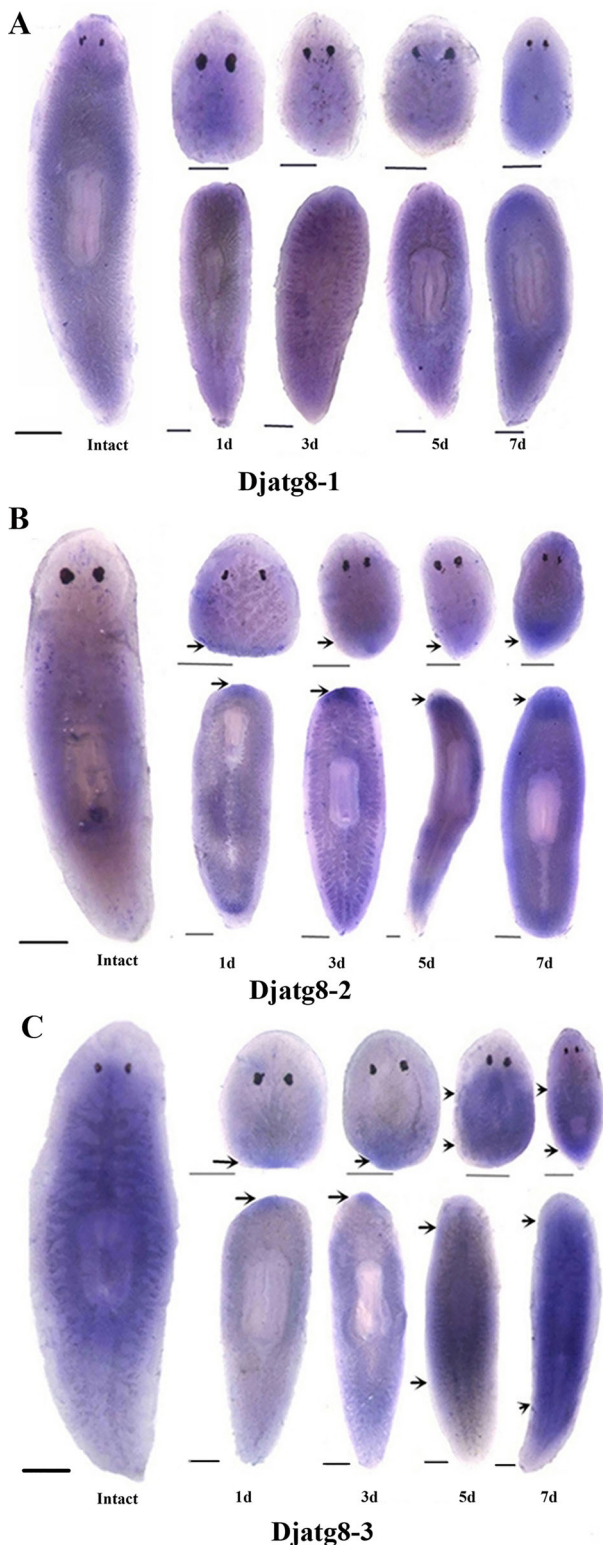 A
Intact 1d 3d 5d 7d
Djatg8-1
B
Intact 1d 3d 5d 7d
Djatg8-2
C
Intact 1d 3d 5d 7d
Djatg8-3